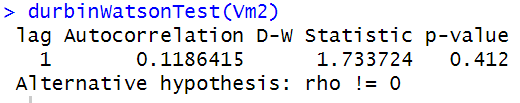 > durbinWatsonTest(Vm2)
lag Autocorrelation D-W Statistic p-value
1 0.1186415 1.733724 0.412
Alternative hypothesis: rho != 0